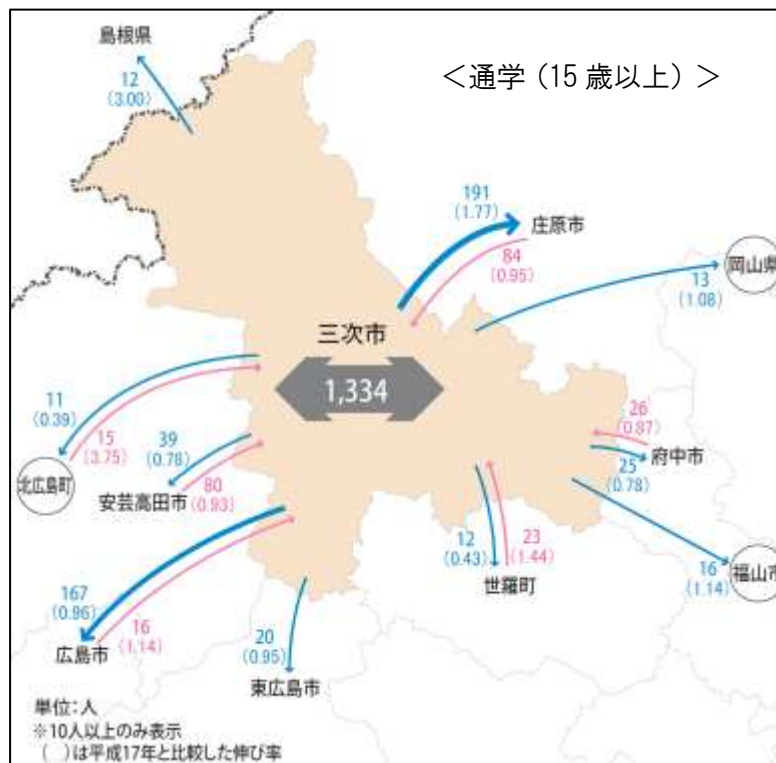 島根県
12
(3.00)
＜通学（15歳以上）＞
191
(1.77)
庄原市
84
(0.95)
岡山県
13
(1.08)
三次市
1,334
11
(0.39)
15
(3.75)
北広島町
39
(0.78)
安芸高田市
80
(0.93)
26
(0.87)
府中市
25
(0.78)
12
(0.43)
23
(1.44)
世羅町
16
(1.14)
福山市
167
(0.96)
16
(1.14)
広島市
20
(0.95)
東広島市
単位：人
※10人以上のみ表示
（　）は平成17年と比較した伸び率